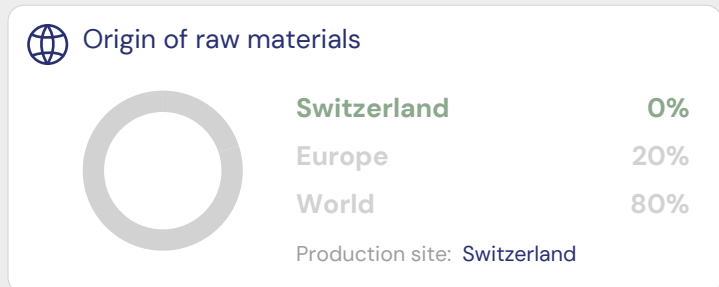 Origin of raw materials
Switzerland 0%
Europe 20%
World 80%
Production site: Switzerland